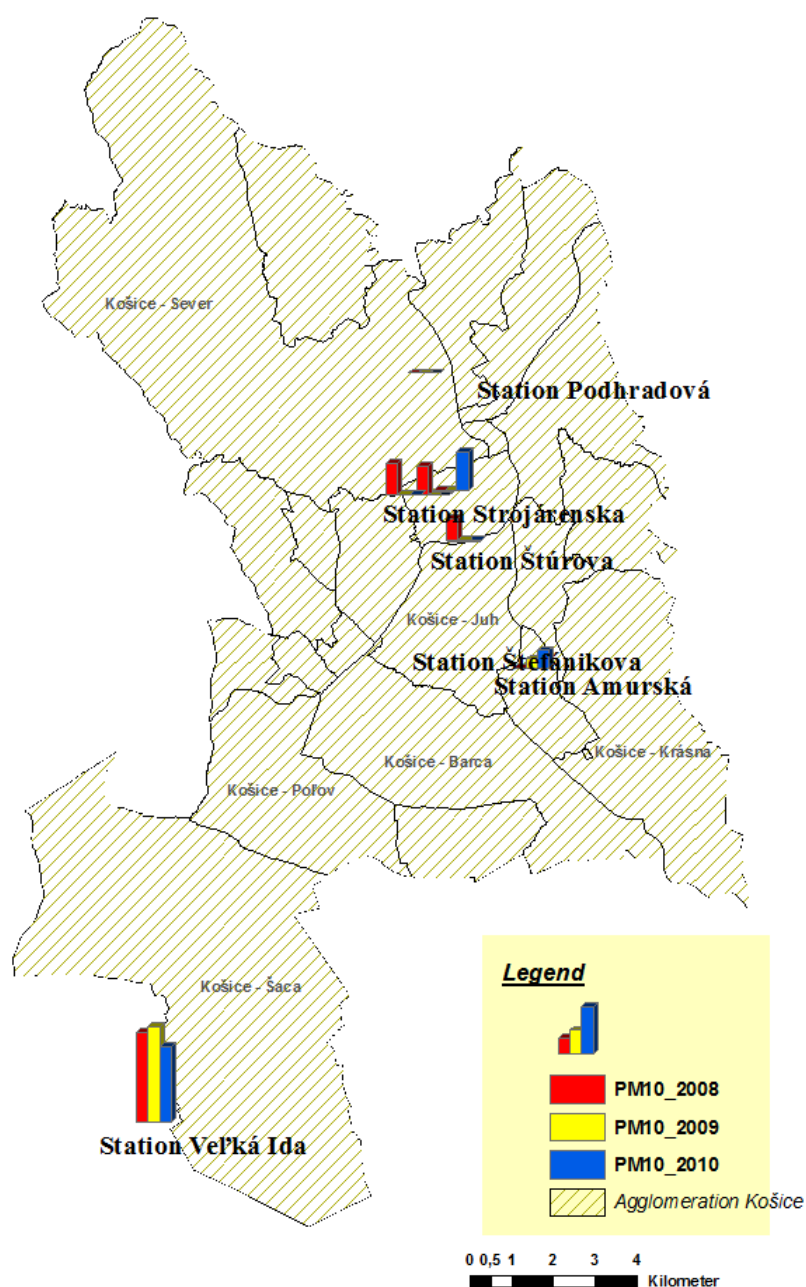 Košice - Sever
Station Podhradová
Station Strojárenska
Station Štúrova
Košice - Juh
Station Štefánikova
Station Amurská
Košice - Krásna
Košice - Barca
Košice - Poľov
Košice - Šaca
Station Veľká Ida
Legend
PM10_2008
PM10_2009
PM10_2010
Agglomeration Košice
0 0,5 1 2 3 4
Kilometer